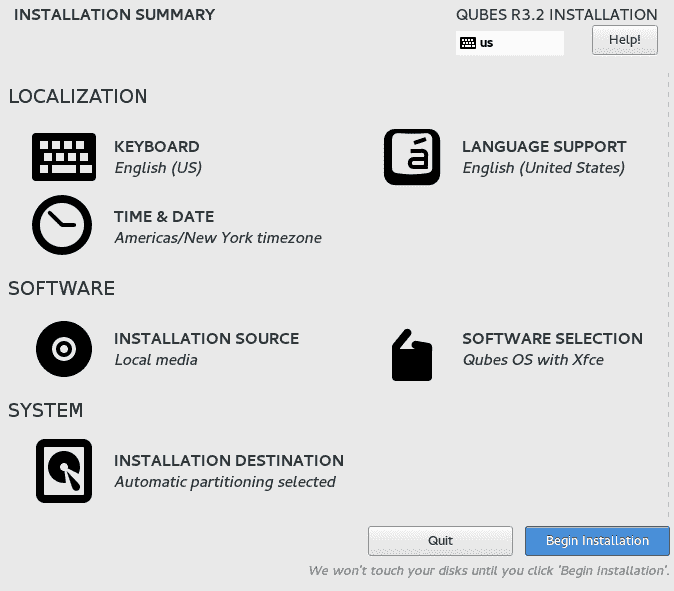 INSTALLATION SUMMARY
QUBES R3.2 INSTALLATION
us
Help!
LOCALIZATION
KEYBOARD
English (US)
á
LANGUAGE SUPPORT
English (United States)
TIME & DATE
Americas/New York timezone
SOFTWARE
INSTALLATION SOURCE
Local media
SOFTWARE SELECTION
Qubes OS with Xfce
SYSTEM
INSTALLATION DESTINATION
Automatic partitioning selected
Quit
Begin Installation
We won't touch your disks until you click 'Begin Installation'.